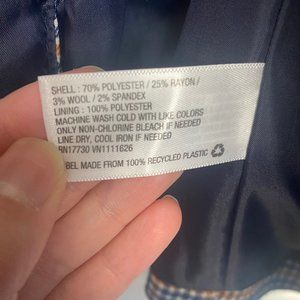 SHELL : 70% POLYESTER / 25% RAYON /
3% WOOL / 2% SPANDEX
LINING : 100% POLYESTER
MACHINE WASH COLD WITH LIKE COLORS
ONLY NON-CHLORINE BLEACH IF NEEDED
LINE DRY, COOL IRON IF NEEDED
RN17730 VN1111626
MADE FROM 100% RECYCLED PLASTIC